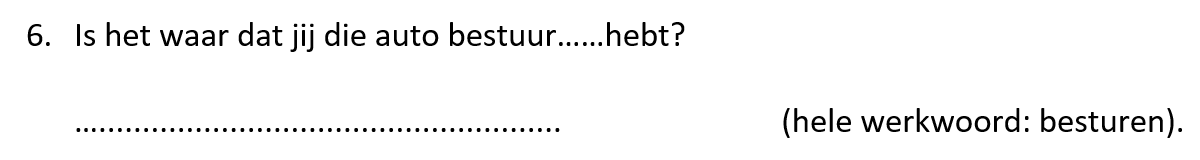 6. Is het waar dat jij die auto bestuur......hebt?
........................................................ (hele werkwoord: besturen).